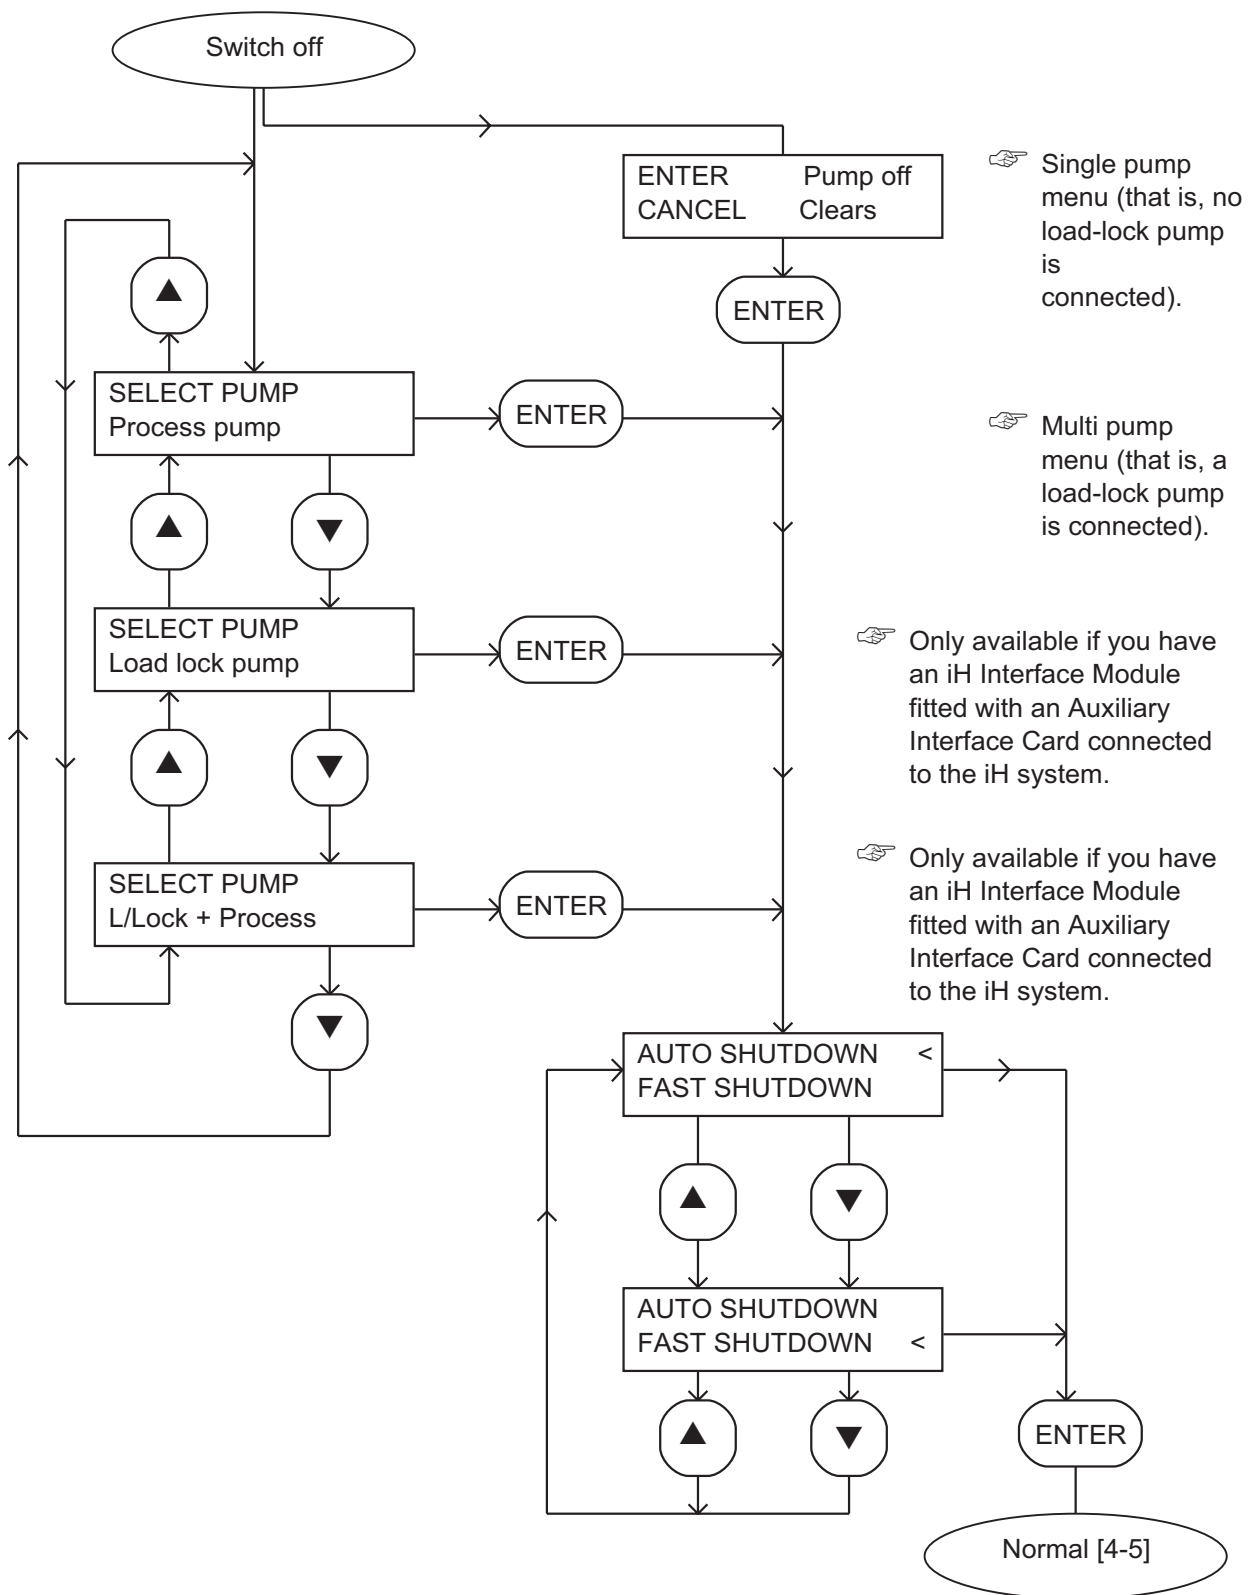 Switch off
ENTER Pump off
CANCEL Clears
☞ Single pump
menu (that is, no
load-lock pump
is
connected).
▲
ENTER
SELECT PUMP
Process pump
ENTER
☞ Multi pump
menu (that is, a
load-lock pump
is connected).
▲
▼
SELECT PUMP
Load lock pump
ENTER
☞ Only available if you have
an iH Interface Module
fitted with an Auxiliary
Interface Card connected
to the iH system.
▲
▼
SELECT PUMP
L/Lock + Process
ENTER
☞ Only available if you have
an iH Interface Module
fitted with an Auxiliary
Interface Card connected
to the iH system.
▼
AUTO SHUTDOWN <
FAST SHUTDOWN
▲
▼
AUTO SHUTDOWN
FAST SHUTDOWN <
▲
▼
ENTER
Normal [4-5]